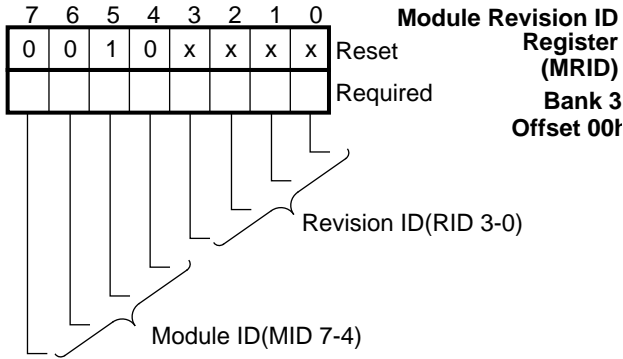 7 6 5 4 3 2 1 0
Module Revision ID
Register
(MRID)
0 0 1 0 x x x x
Reset
Required
Bank 3
Offset 00h
Revision ID(RID 3-0)
Module ID(MID 7-4)